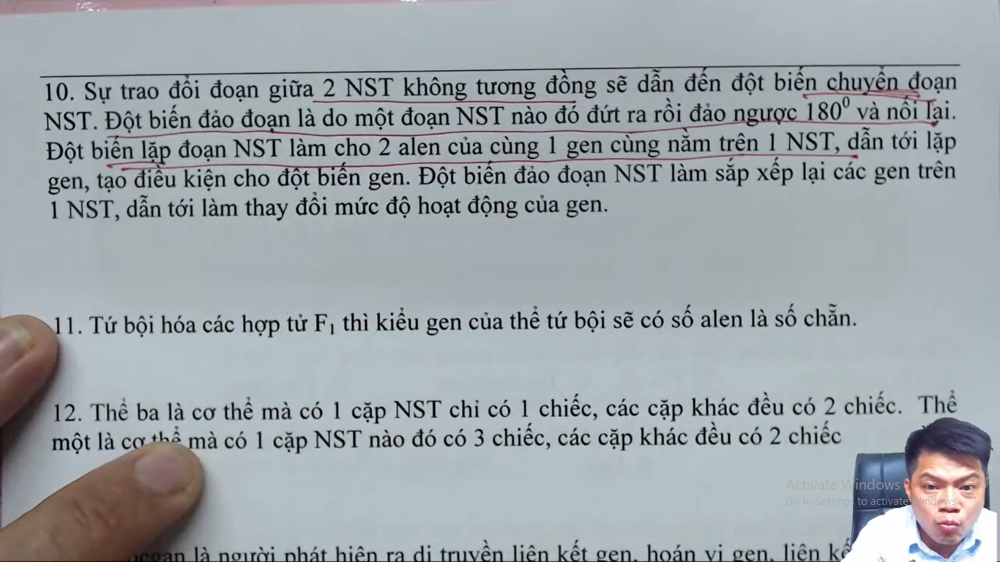 10. Sự trao đổi đoạn giữa 2 NST không tương đồng sẽ dẫn đến đột biến chuyển đoạn
NST. Đột biến đảo đoạn là do một đoạn NST nào đó đứt ra rồi đảo ngược 180⁰ và nối lại.
Đột biến lặp đoạn NST làm cho 2 alen của cùng 1 gen cùng nằm trên 1 NST, dẫn tới lặp
gen, tạo điều kiện cho đột biến gen. Đột biến đảo đoạn NST làm sắp xếp lại các gen trên
1 NST, dẫn tới làm thay đổi mức độ hoạt động của gen.
11. Tứ bội hóa các hợp tử F₁ thì kiểu gen của thể tứ bội sẽ có số alen là số chẵn.
12. Thể ba là cơ thể mà có 1 cặp NST chỉ có 1 chiếc, các cặp khác đều có 2 chiếc. Thể
một là cơ thể mà có 1 cặp NST nào đó có 3 chiếc, các cặp khác đều có 2 chiếc
Activate Windows
Go to Settings to activate Windows.
là người phát hiện ra di truyền liên kết gen, hoán vị gen, liên